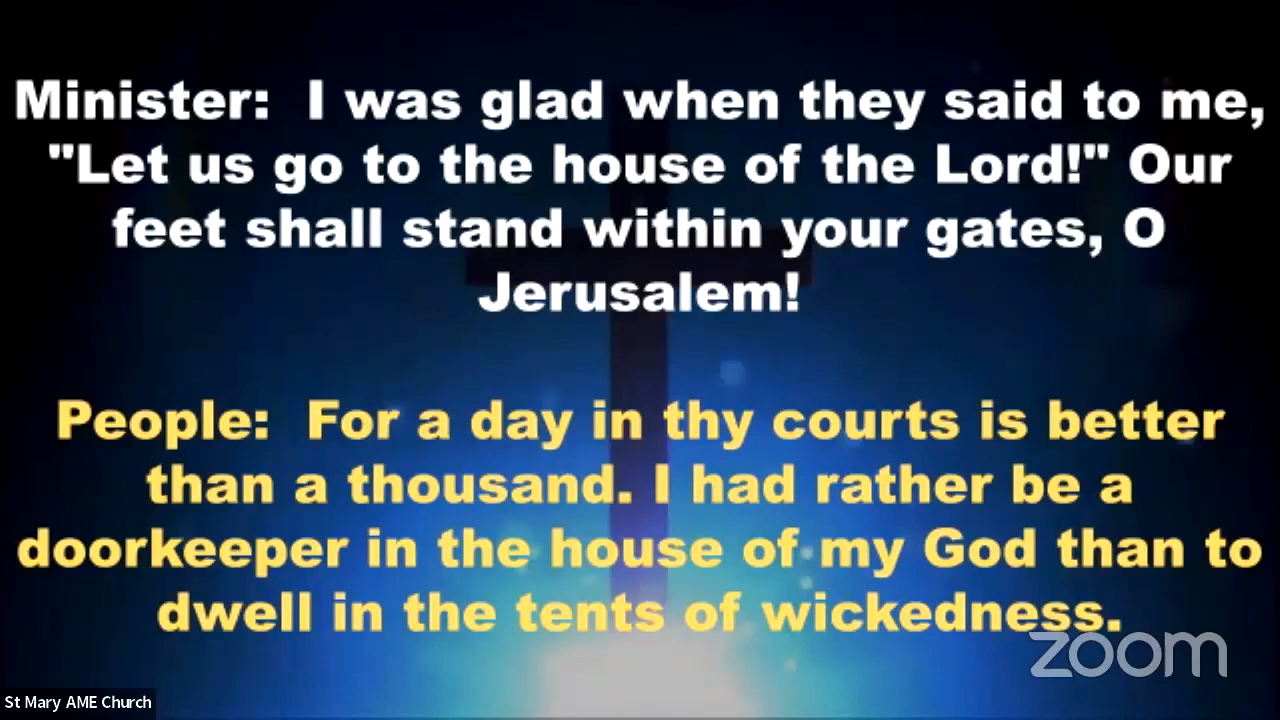 Minister:  I was glad when they said to me,
"Let us go to the house of the Lord!" Our
feet shall stand within your gates, O
Jerusalem!
People:  For a day in thy courts is better
than a thousand. I had rather be a
doorkeeper in the house of my God than to
dwell in the tents of wickedness.
zoom
St Mary AME Church